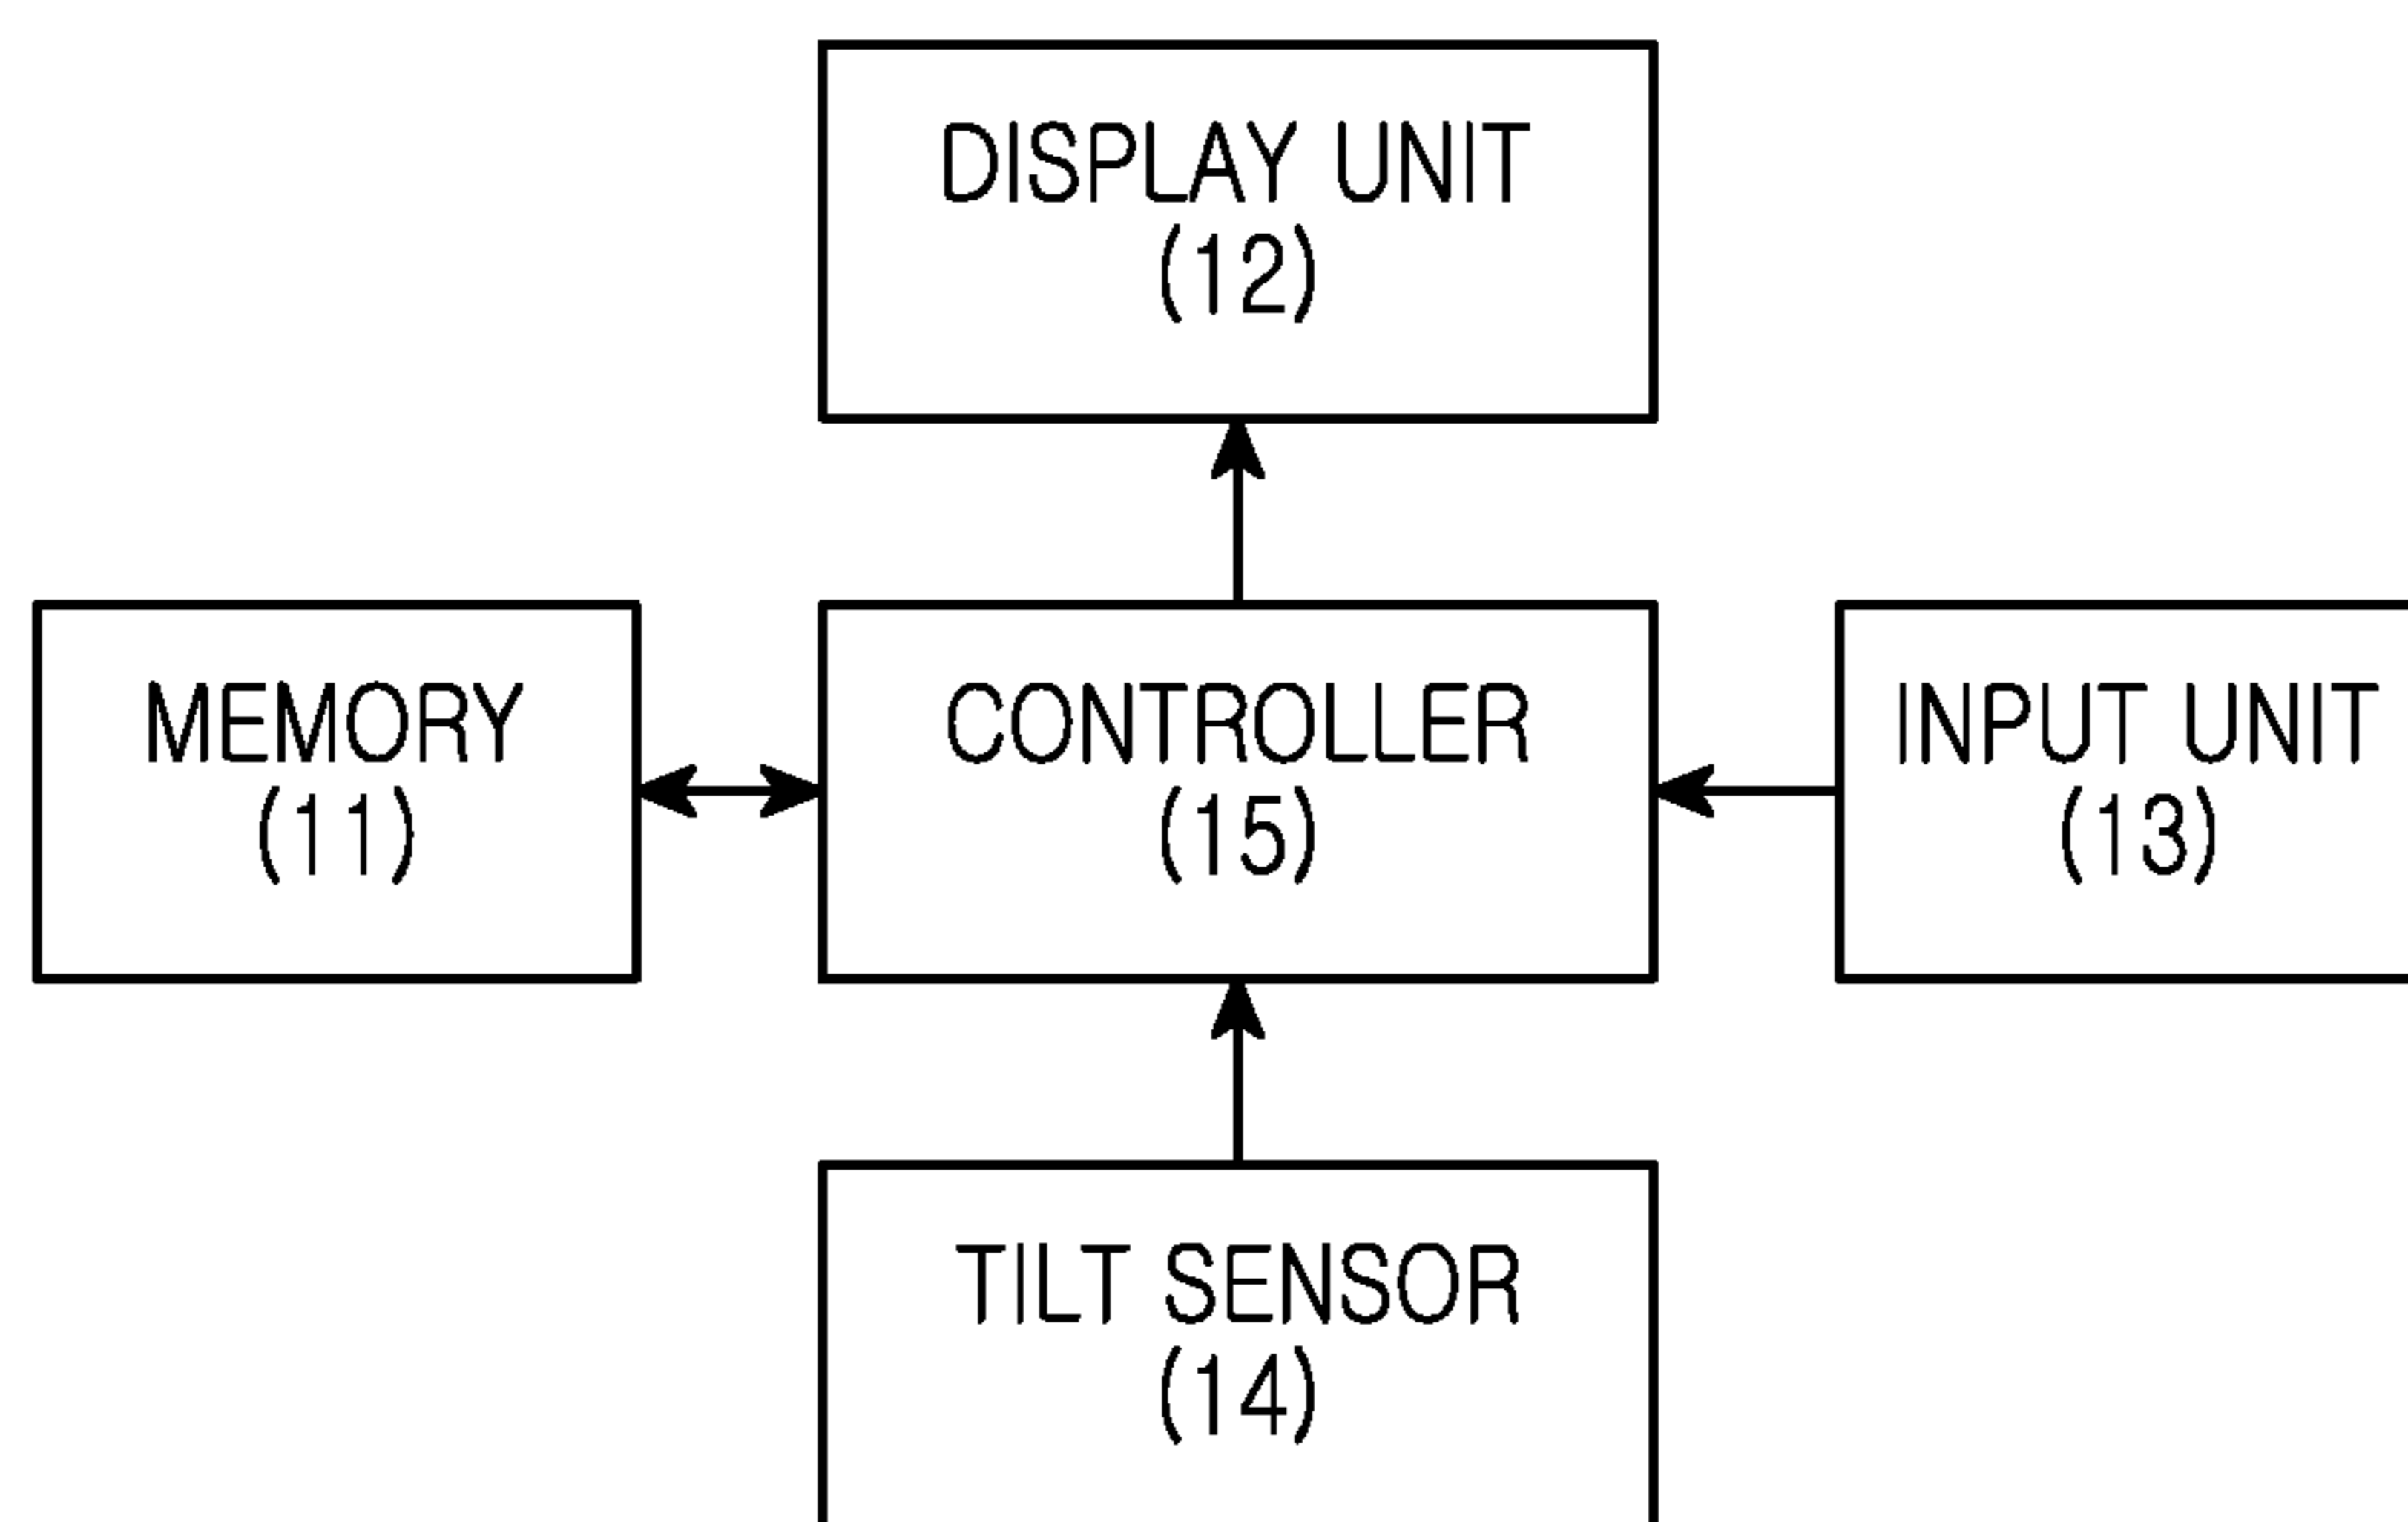 DISPLAY UNIT
(12)
MEMORY
(11)
CONTROLLER
(15)
INPUT UNIT
(13)
TILT SENSOR
(14)